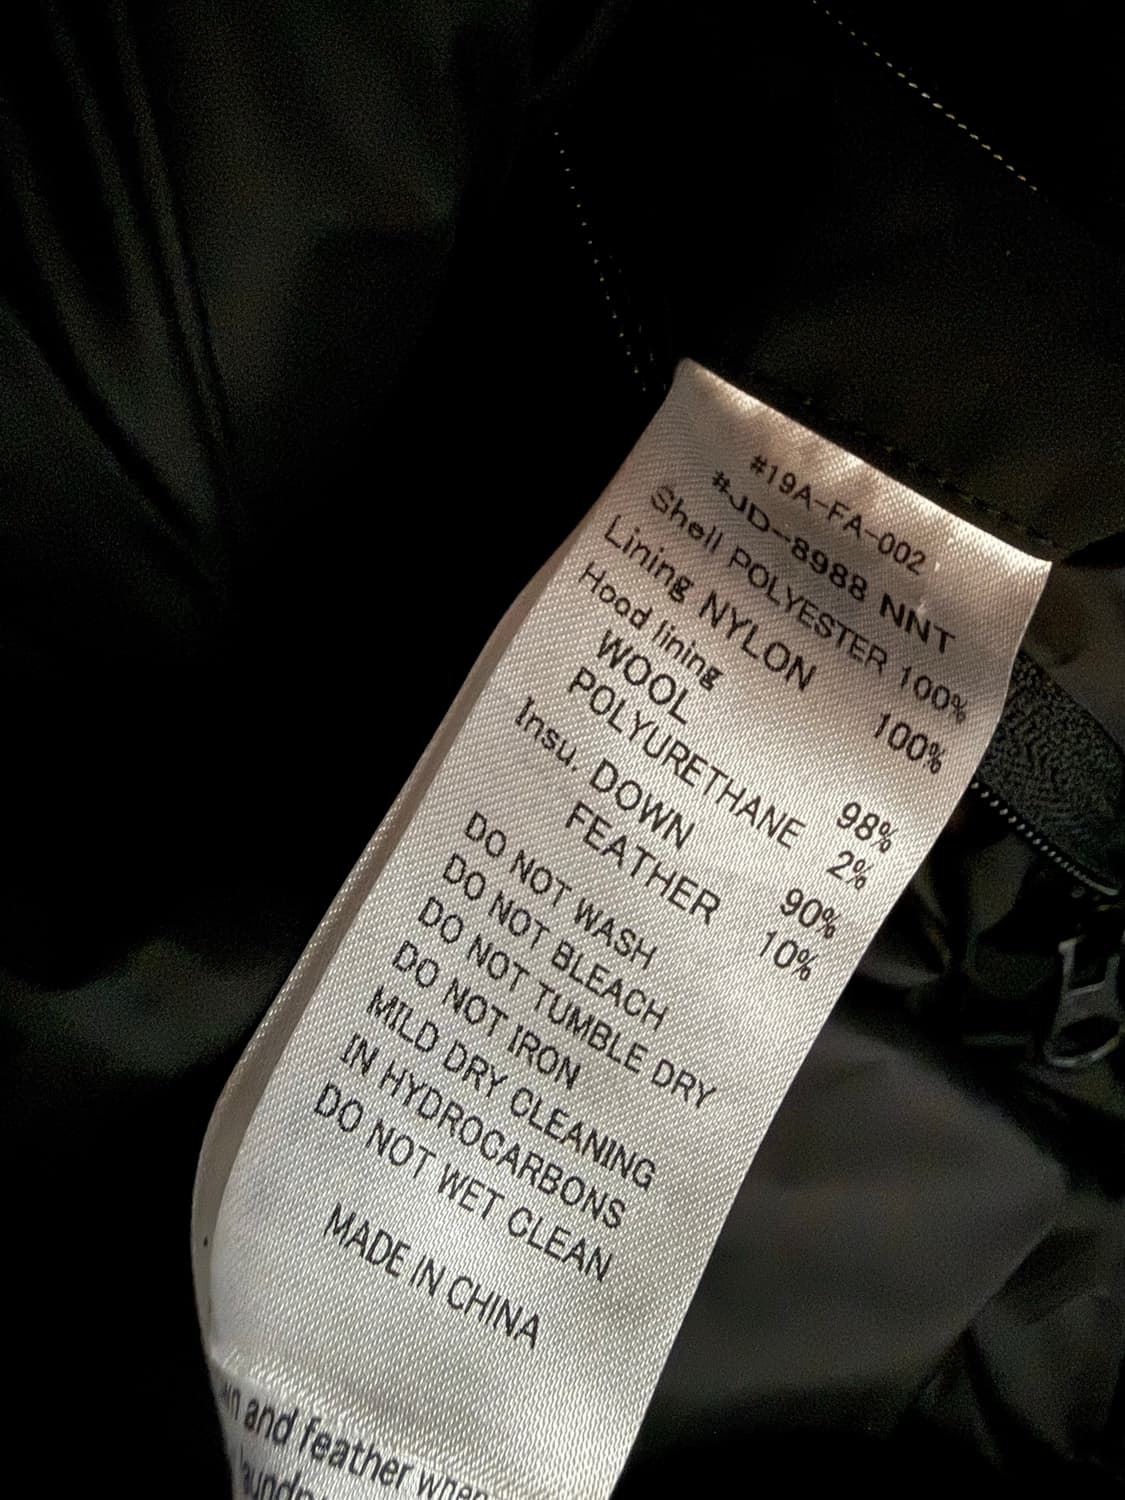 #19A-FA-002
#JD-8988 NNT
Shell POLYESTER 100%
Lining NYLON 100%
Hood lining
WOOL 98%
POLYURETHANE 2%
Insu. DOWN 90%
FEATHER 10%
DO NOT WASH
DO NOT BLEACH
DO NOT TUMBLE DRY
DO NOT IRON
MILD DRY CLEANING
IN HYDROCARBONS
DO NOT WET CLEAN
MADE IN CHINA
and feather when